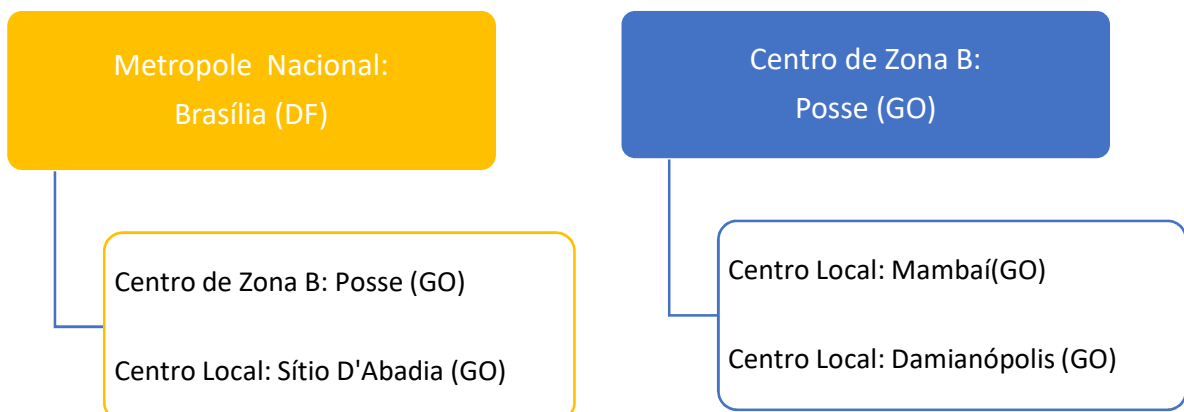 Metropole Nacional:
Brasília (DF)
Centro de Zona B: Posse (GO)
Centro Local: Sítio D'Abadia (GO)
Centro de Zona B:
Posse (GO)
Centro Local: Mambaí(GO)
Centro Local: Damianópolis (GO)